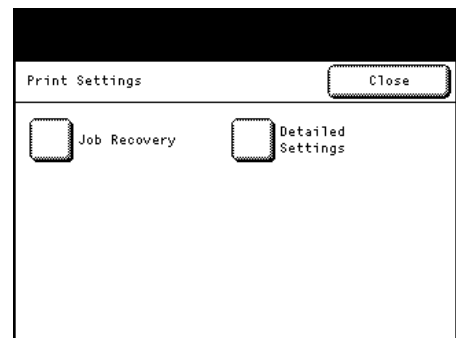 Print Settings
Close
Job Recovery
Detailed
Settings